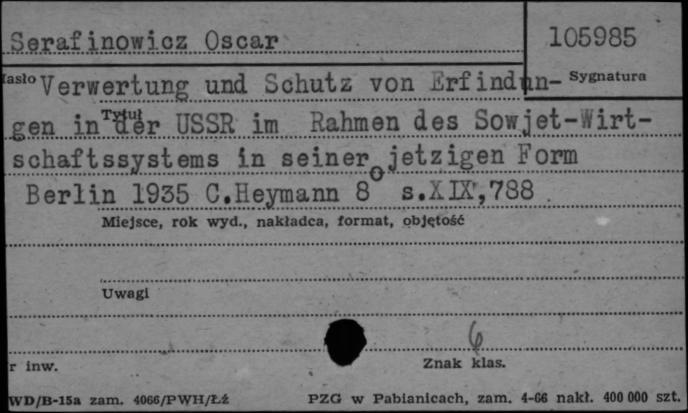 Serafinowicz Oscar
105985
Sygnatura
Verwertung und Schutz von Erfindun-
Tytuł
gen in der USSR im Rahmen des Sowjet-Wirt-
schaftssystems in seiner jetzigen Form
Berlin 1935 C.Heymann 8° s.XIX,788
Miejsce, rok wyd., nakładca, format, objętość
Uwagi
6
r inw.
Znak klas.
WD/B-15a zam. 4066/PWH/Łź
PZG w Pabianicach, zam. 4-66 nakł. 400 000 szt.